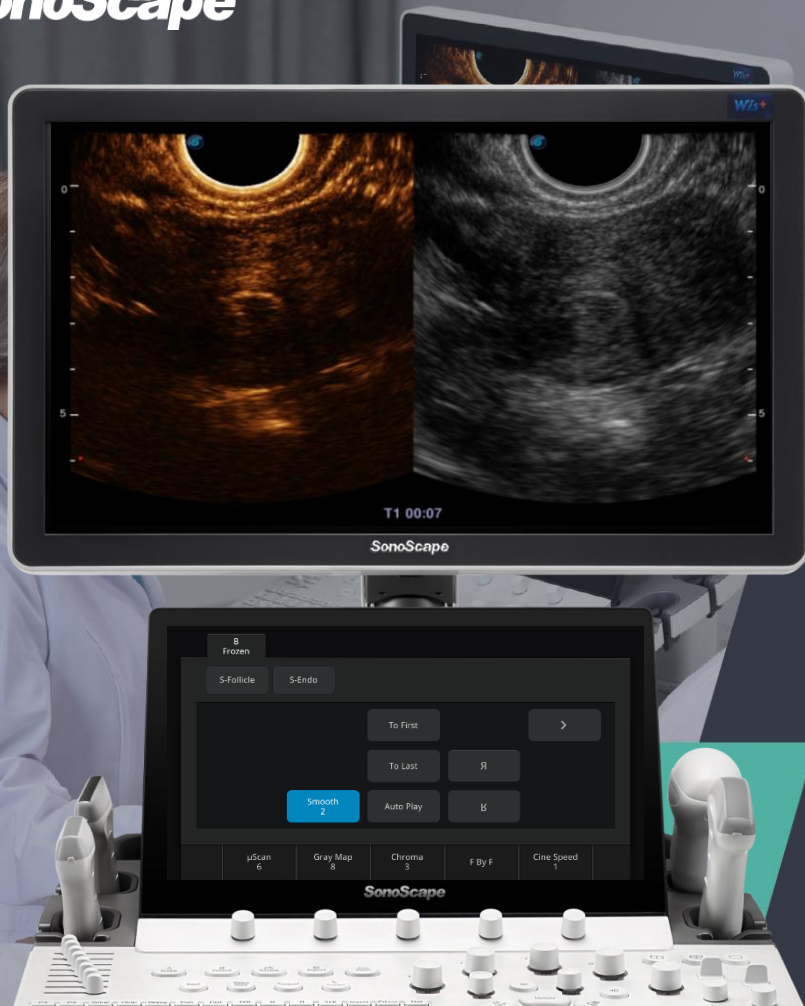 SonoScape
Wis+
Wis+
0
0
5
5
T1 00:07
SonoScape
B
Frozen
S-Follicle
S-Endo
To First
>
To Last
Я
Smooth
2
Auto Play
µScan
6
Gray Map
8
Chroma
3
F By F
Cine Speed
1
SonoScape